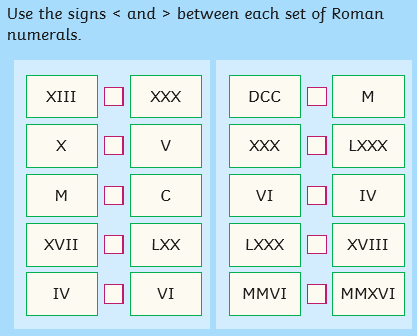 Use the signs < and > between each set of Roman
numerals.
XIII XXX
X V
M C
XVII LXX
IV VI
DCC M
XXX LXXX
VI IV
LXXX XVIII
MMVI MMXVI